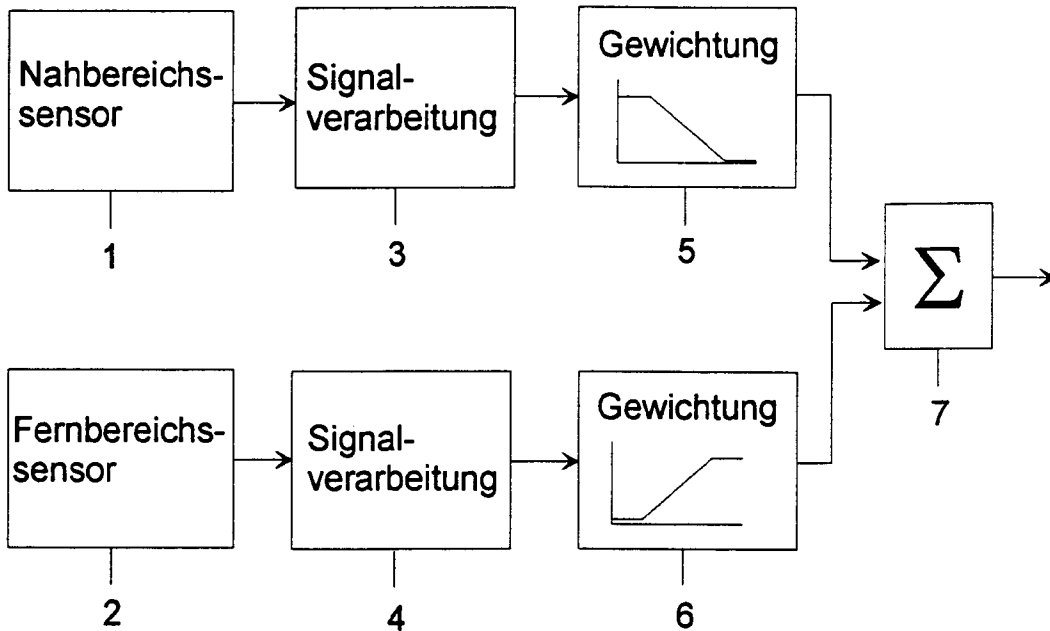 Nahbereichs-
sensor
Signal-
verarbeitung
Gewichtung
1
3
5
Σ
7
Fernbereichs-
sensor
Signal-
verarbeitung
Gewichtung
2
4
6